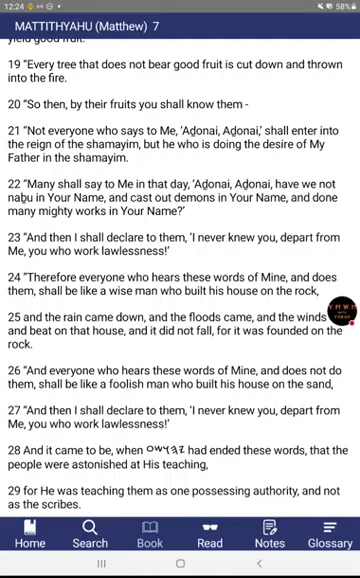 12:24
58%
MATTITHYAHU (Matthew) 7
yield good fruit.
19 “Every tree that does not bear good fruit is cut down and thrown
into the fire.
20 “So then, by their fruits you shall know them -
21 “Not everyone who says to Me, ‘Aḏonai, Aḏonai,’ shall enter into
the reign of the shamayim, but he who is doing the desire of My
Father in the shamayim.
22 “Many shall say to Me in that day, ‘Aḏonai, Aḏonai, have we not
naḇu in Your Name, and cast out demons in Your Name, and done
many mighty works in Your Name?’
23 “And then I shall declare to them, ‘I never knew you, depart from
Me, you who work lawlessness!’
24 “Therefore everyone who hears these words of Mine, and does
them, shall be like a wise man who built his house on the rock,
25 and the rain came down, and the floods came, and the winds
and beat on that house, and it did not fall, for it was founded on the
rock.
26 “And everyone who hears these words of Mine, and does not do
them, shall be like a foolish man who built his house on the sand,
27 “And then I shall declare to them, ‘I never knew you, depart from
Me, you who work lawlessness!’
28 And it came to be, when had ended these words, that the
people were astonished at His teaching,
29 for He was teaching them as one possessing authority, and not
as the scribes.
Home Search Book Read Notes Glossary